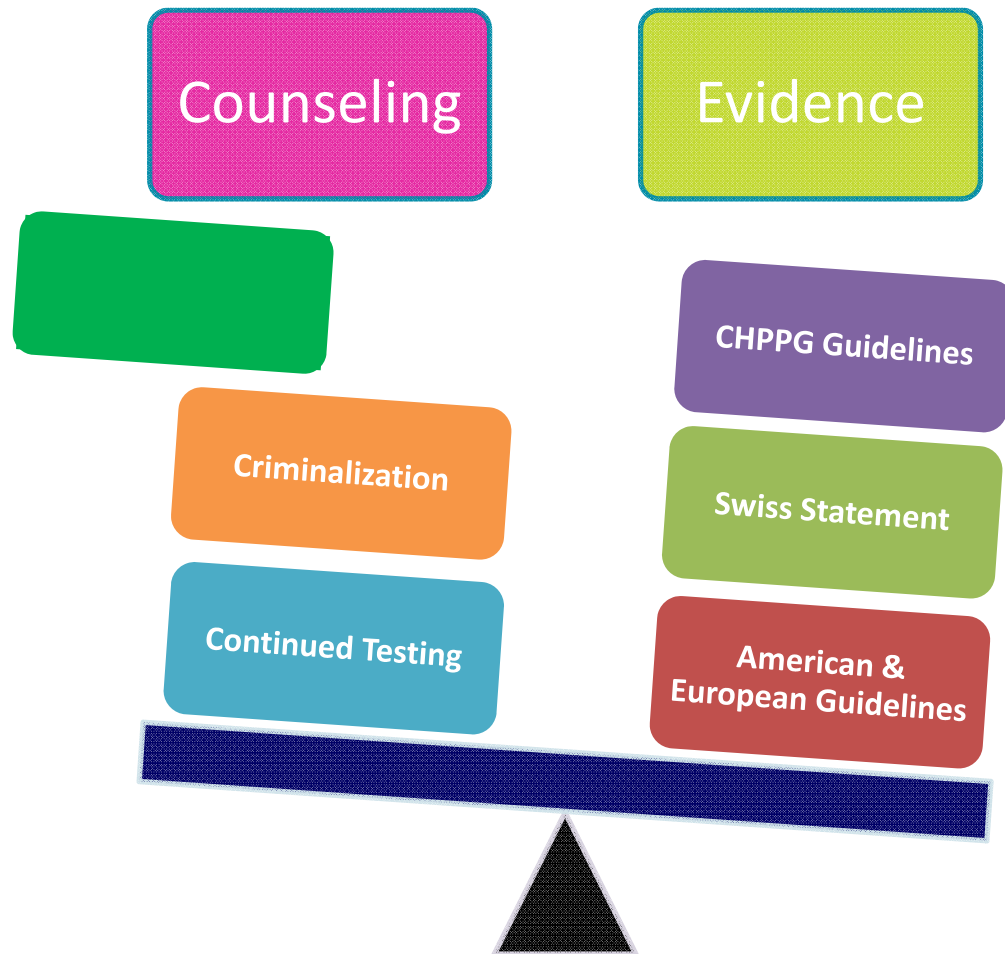 Counseling
Evidence
CHPPG Guidelines
Criminalization
Swiss Statement
Continued Testing
American &
European Guidelines